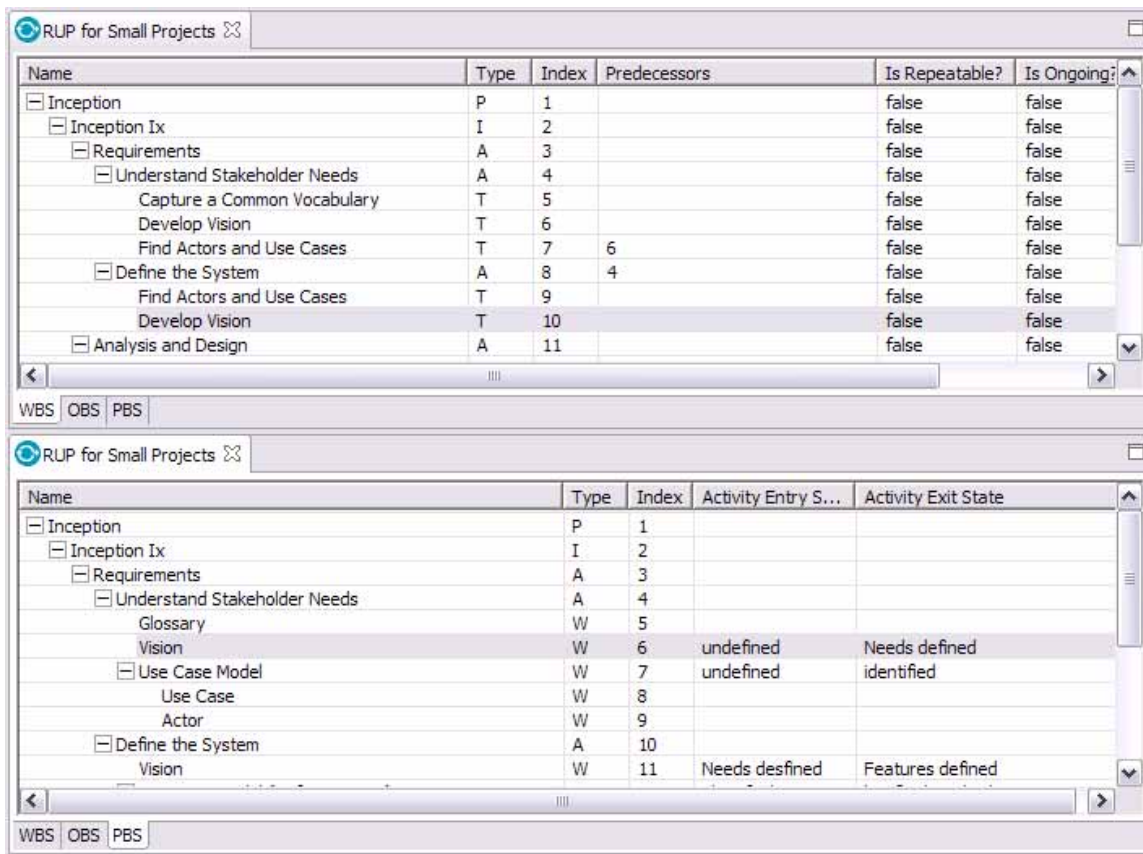 RUP for Small Projects
Name Type Index Predecessors Is Repeatable? Is Ongoing?
Inception P 1 false false
Inception Ix I 2 false false
Requirements A 3 false false
Understand Stakeholder Needs A 4 false false
Capture a Common Vocabulary T 5 false false
Develop Vision T 6 false false
Find Actors and Use Cases T 7 6 false false
Define the System A 8 4 false false
Find Actors and Use Cases T 9 false false
Develop Vision T 10 false false
Analysis and Design A 11 false false
WBS OBS PBS
RUP for Small Projects
Name Type Index Activity Entry S... Activity Exit State
Inception P 1
Inception Ix I 2
Requirements A 3
Understand Stakeholder Needs A 4
Glossary W 5
Vision W 6 undefined Needs defined
Use Case Model W 7 undefined identified
Use Case W 8
Actor W 9
Define the System A 10
Vision W 11 Needs desfined Features defined
WBS OBS PBS